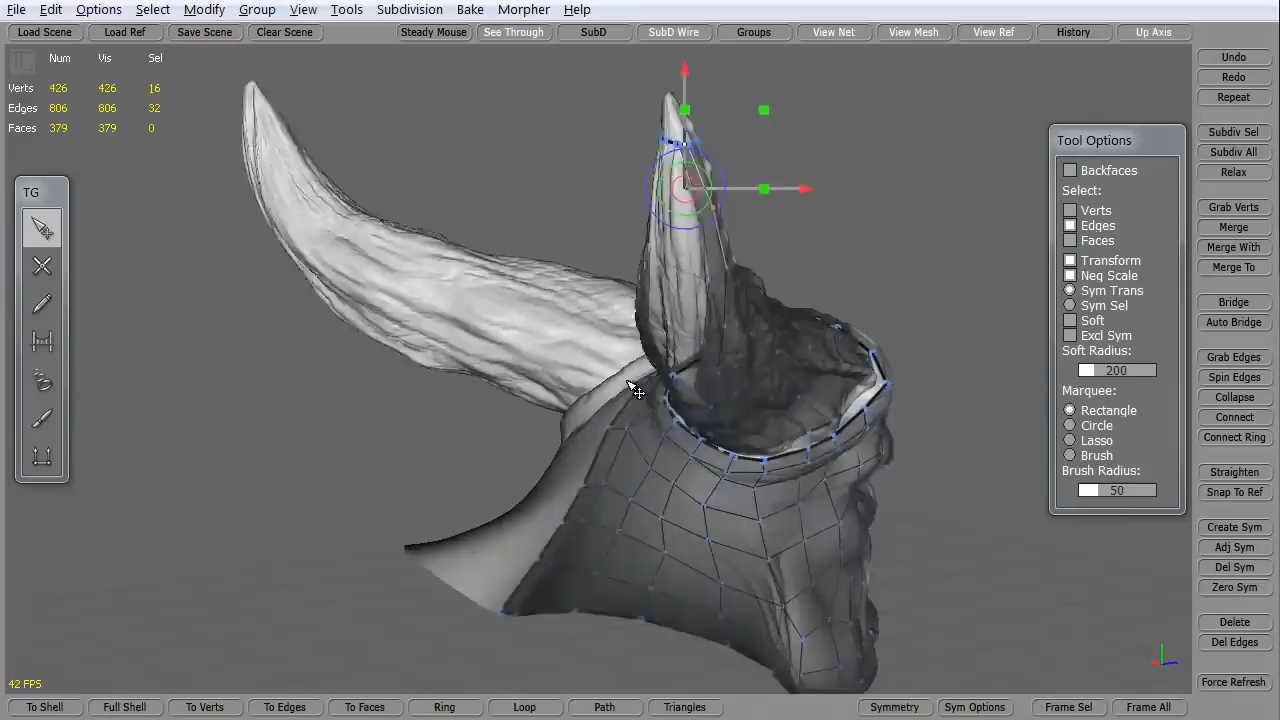 File Edit Options Select Modify Group View Tools Subdivision Bake Morpher Help
Load Scene Load Ref Save Scene Clear Scene Steady Mouse See Through SubD SubD Wire Groups View Net View Mesh View Ref History Up Axis
Num Vis Sel
Verts 426 426 16
Edges 806 806 32
Faces 379 379 0
TG
Tool Options
Backfaces
Select:
Verts
Edges
Faces
Transform
Neg Scale
Sym Trans
Sym Sel
Soft
Excl Sym
Soft Radius:
200
Marquee:
Rectangle
Circle
Lasso
Brush
Brush Radius:
50
Undo
Redo
Repeat
Subdiv Sel
Subdiv All
Relax
Grab Verts
Merge
Merge With
Merge To
Bridge
Auto Bridge
Grab Edges
Spin Edges
Collapse
Connect
Connect Ring
Straighten
Snap To Ref
Create Sym
Adj Sym
Del Sym
Zero Sym
Delete
Del Edges
Force Refresh
42 FPS
To Shell Full Shell To Verts To Edges To Faces Ring Loop Path Triangles Symmetry Sym Options Frame Sel Frame All